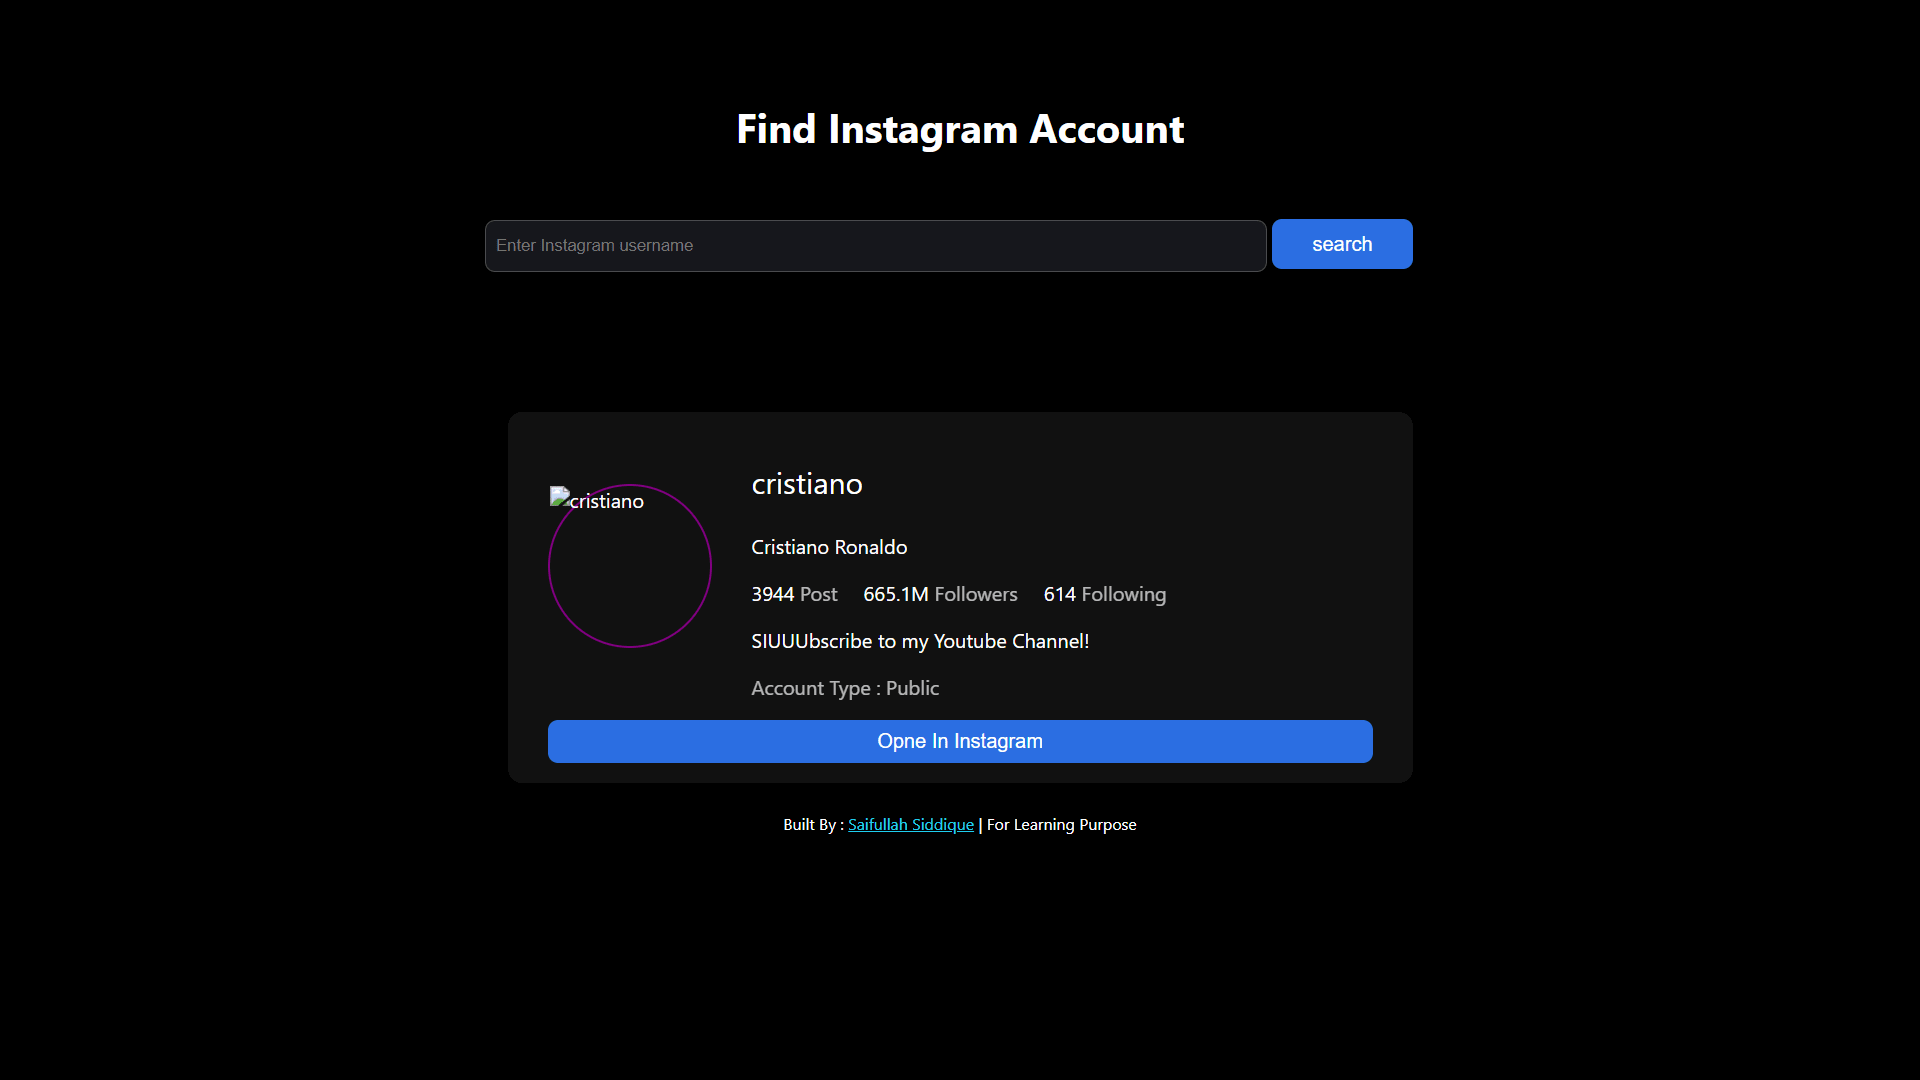 Find Instagram Account
Enter Instagram username
search
cristiano
cristiano
Cristiano Ronaldo
3944 Post 665.1M Followers 614 Following
SIUUUbscribe to my Youtube Channel!
Account Type : Public
Opne In Instagram
Built By : Saifullah Siddique | For Learning Purpose